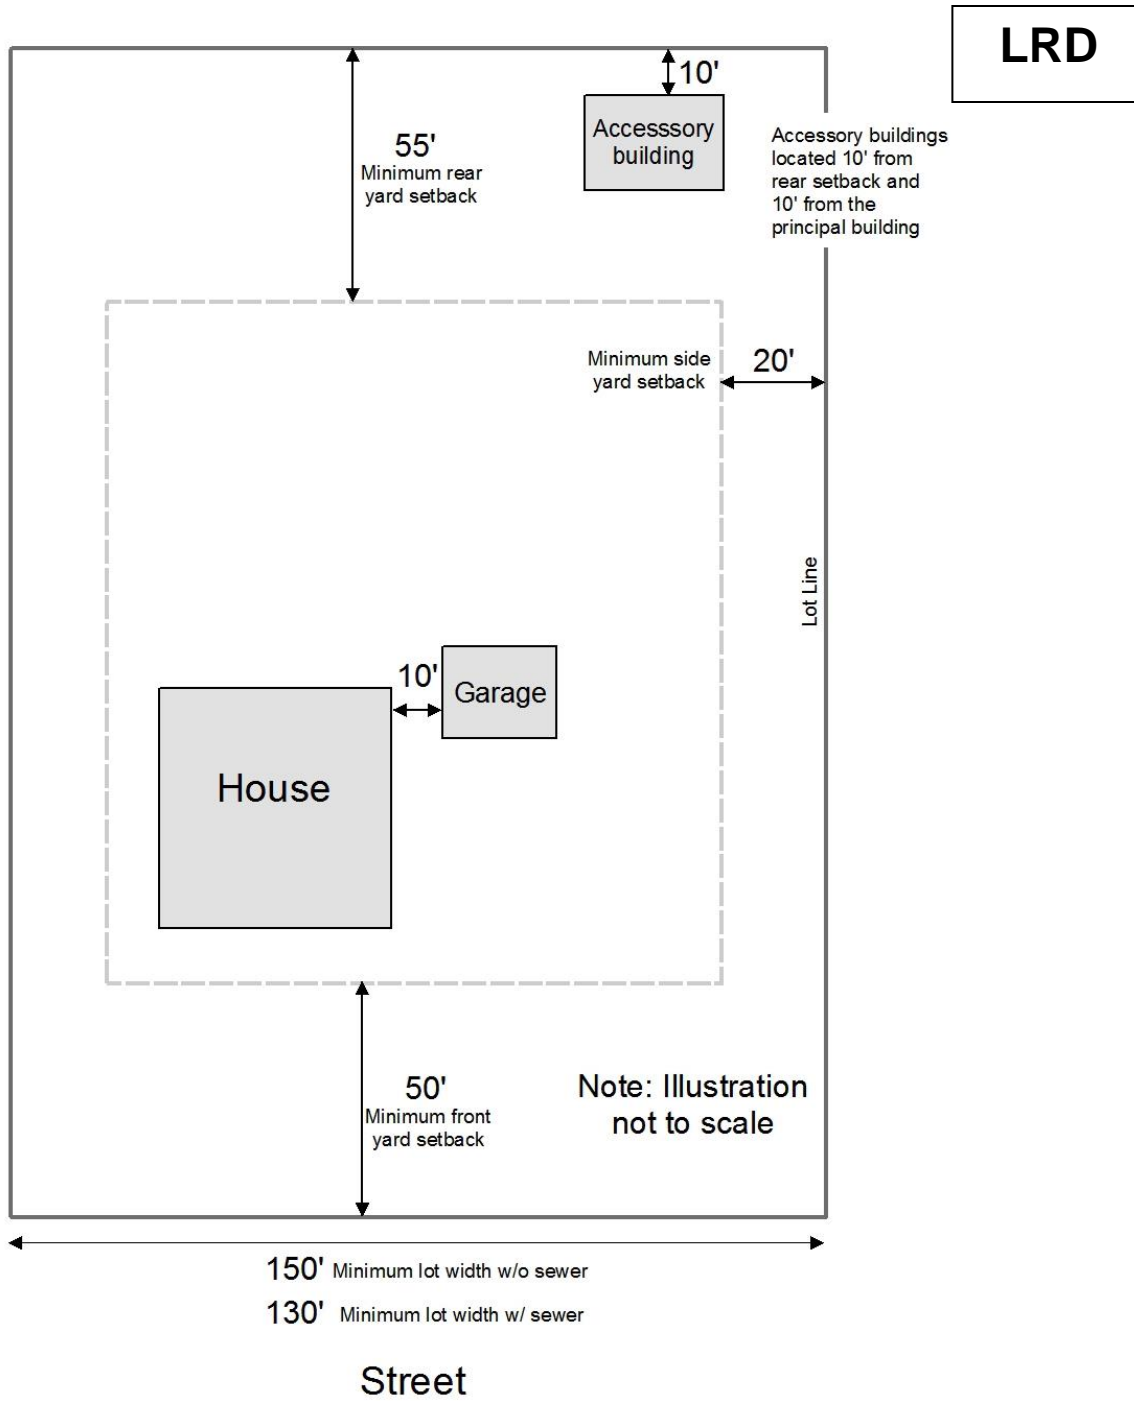 LRD
10'
Accesssory
building
Accessory buildings
located 10' from
rear setback and
10' from the
principal building
55'
Minimum rear
yard setback
Minimum side
yard setback
20'
Lot Line
10'
Garage
House
50'
Minimum front
yard setback
Note: Illustration
not to scale
150' Minimum lot width w/o sewer
130' Minimum lot width w/ sewer
Street